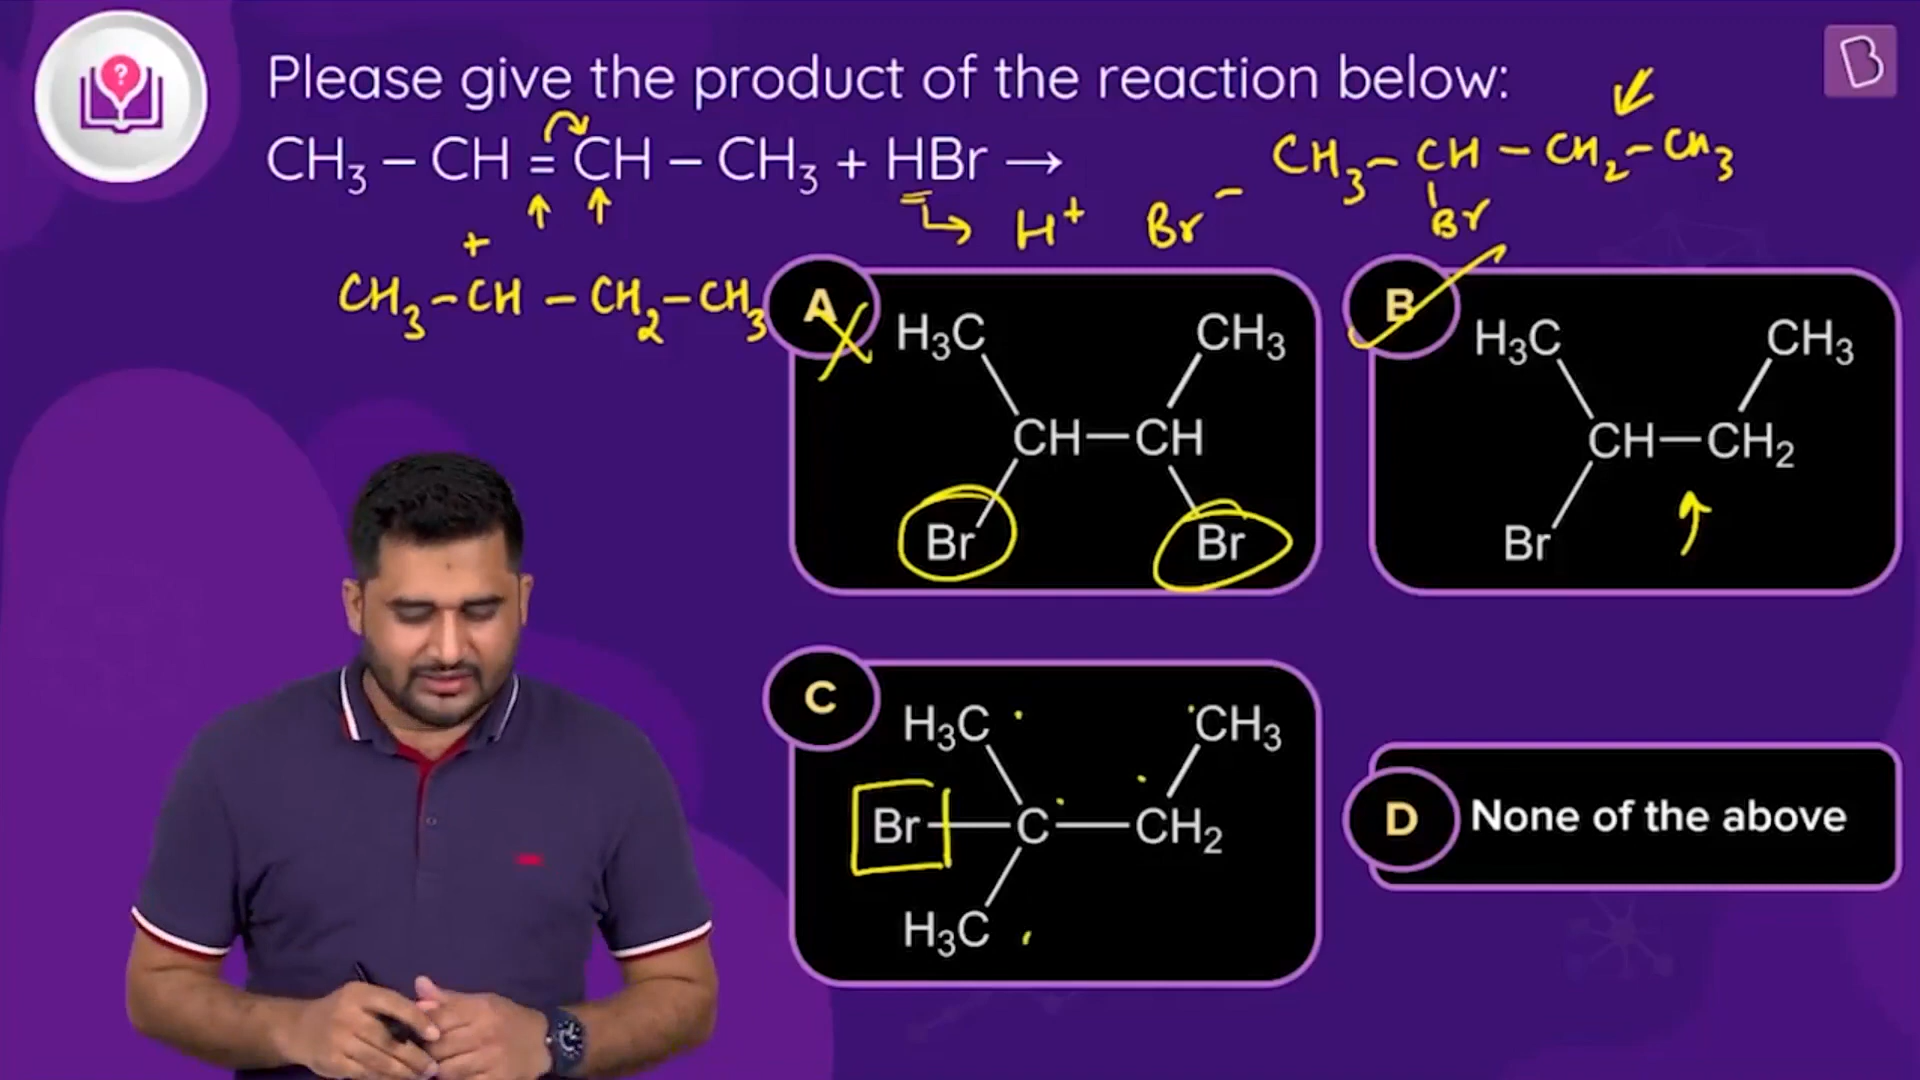 Please give the product of the reaction below:
CH₃ – CH = CH – CH₃ + HBr →
CH₃ – CH – CH₂ – CH₃
Br
H⁺ Br⁻
+
CH₃ – CH – CH₂ – CH₃
A
H₃C CH₃
CH—CH
Br Br
B
H₃C CH₃
CH—CH₂
Br
C
H₃C CH₃
Br—C—CH₂
H₃C
D
None of the above
B
?